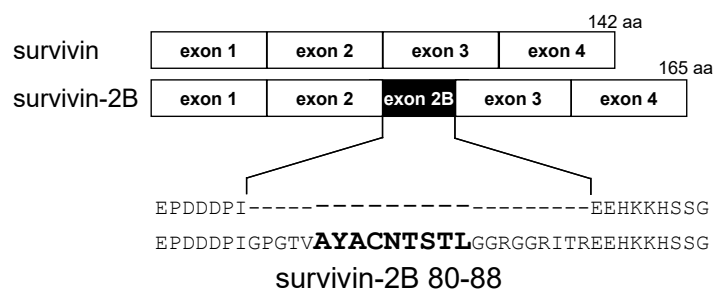 142 aa
survivin exon 1 exon 2 exon 3 exon 4
165 aa
survivin-2B exon 1 exon 2 exon 2B exon 3 exon 4
EPDDDPI-----------------------EEHKKHSSG
EPDDDPIGPGTVAYACNTSTLGGRGGRITREEHKKHSSG
survivin-2B 80-88